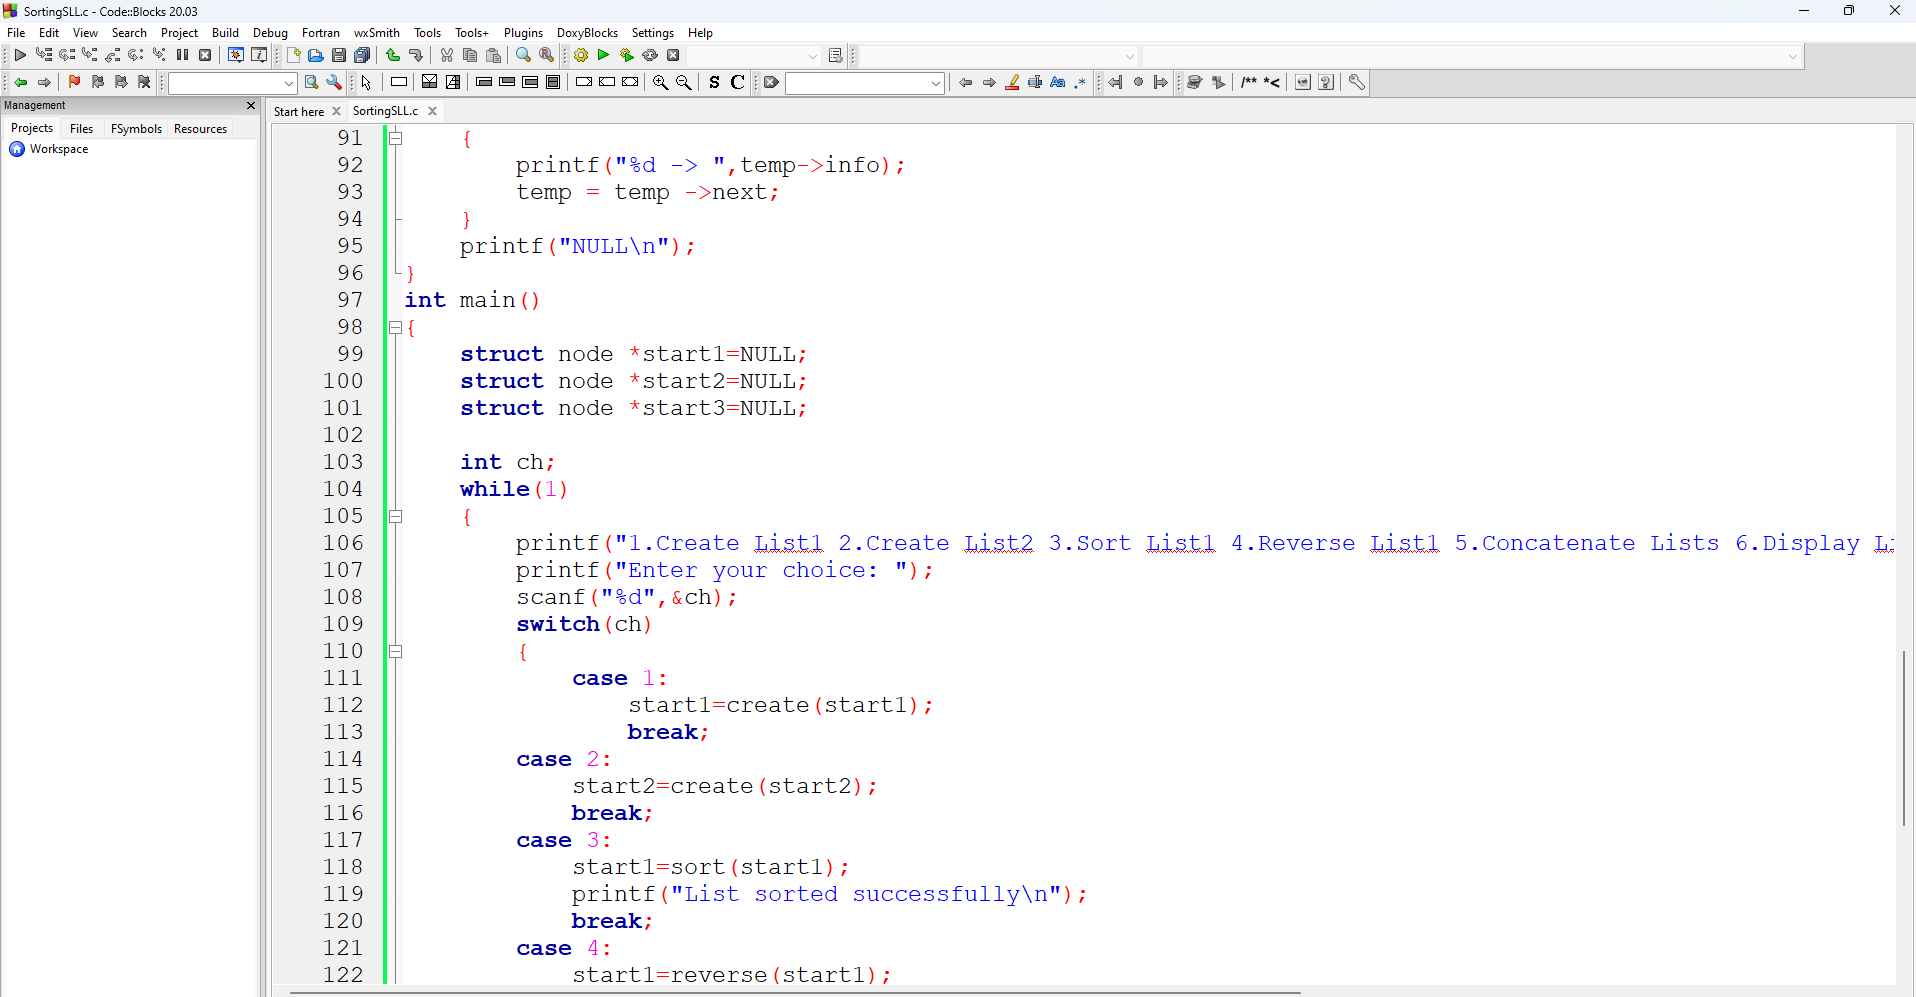 SortingSLL.c - Code::Blocks 20.03
File Edit View Search Project Build Debug Fortran wxSmith Tools Tools+ Plugins DoxyBlocks Settings Help
S C /** *<
Management
Start here SortingSLL.c
Projects Files FSymbols Resources
Workspace
91 {
92 printf("%d -> ",temp->info);
93 temp = temp ->next;
94 }
95 printf("NULL\n");
96 }
97 int main()
98 {
99 struct node *start1=NULL;
100 struct node *start2=NULL;
101 struct node *start3=NULL;
102
103 int ch;
104 while(1)
105 {
106 printf("1.Create List1 2.Create List2 3.Sort List1 4.Reverse List1 5.Concatenate Lists 6.Display
107 printf("Enter your choice: ");
108 scanf("%d",&ch);
109 switch(ch)
110 {
111 case 1:
112 start1=create(start1);
113 break;
114 case 2:
115 start2=create(start2);
116 break;
117 case 3:
118 start1=sort(start1);
119 printf("List sorted successfully\n");
120 break;
121 case 4:
122 start1=reverse(start1);